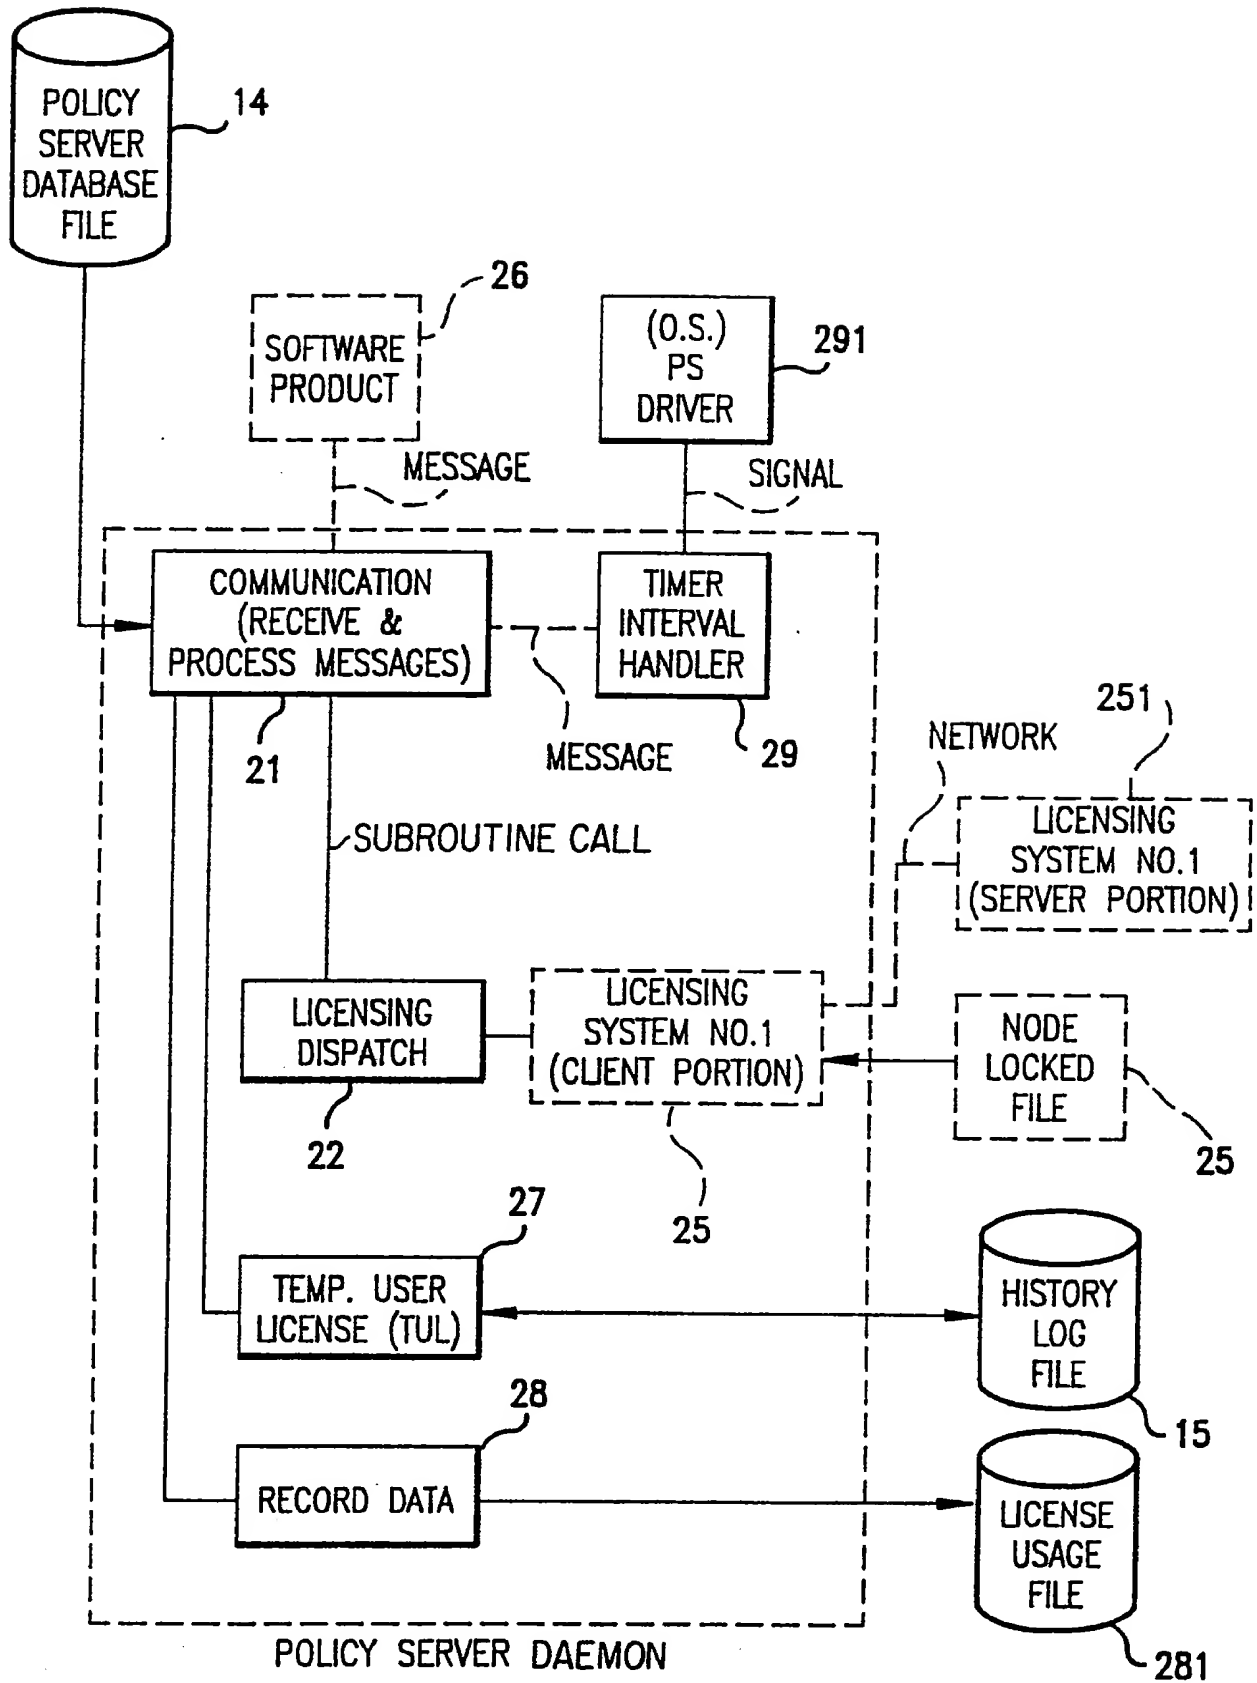 POLICY
SERVER
DATABASE
FILE
14
SOFTWARE
PRODUCT
26
(O.S.)
PS
DRIVER
291
MESSAGE
SIGNAL
COMMUNICATION
(RECEIVE &
PROCESS MESSAGES)
21
TIMER
INTERVAL
HANDLER
29
MESSAGE
SUBROUTINE CALL
NETWORK
251
LICENSING
SYSTEM NO.1
(SERVER PORTION)
LICENSING
DISPATCH
22
LICENSING
SYSTEM NO.1
(CLIENT PORTION)
25
NODE
LOCKED
FILE
25
27
TEMP. USER
LICENSE (TUL)
HISTORY
LOG
FILE
15
28
RECORD DATA
LICENSE
USAGE
FILE
281
POLICY SERVER DAEMON